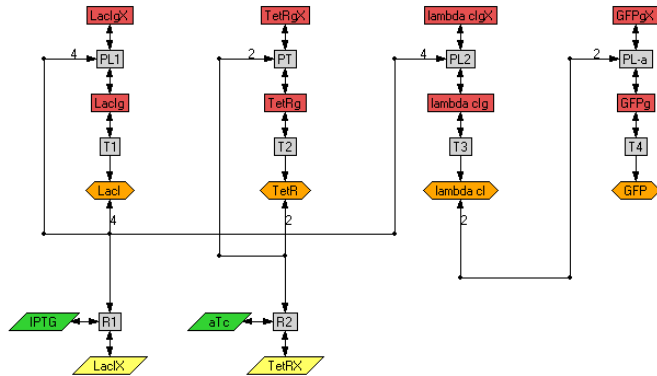 LacIgX TetRgX lambda cIgX GFPgX
4 PL1 2 PT 4 PL2 2 PL-a
LacIg TetRg lambda cIg GFPg
T1 T2 T3 T4
LacI TetR lambda cI GFP
4 2 2
IPTG R1 aTc R2
LacIX TetRX